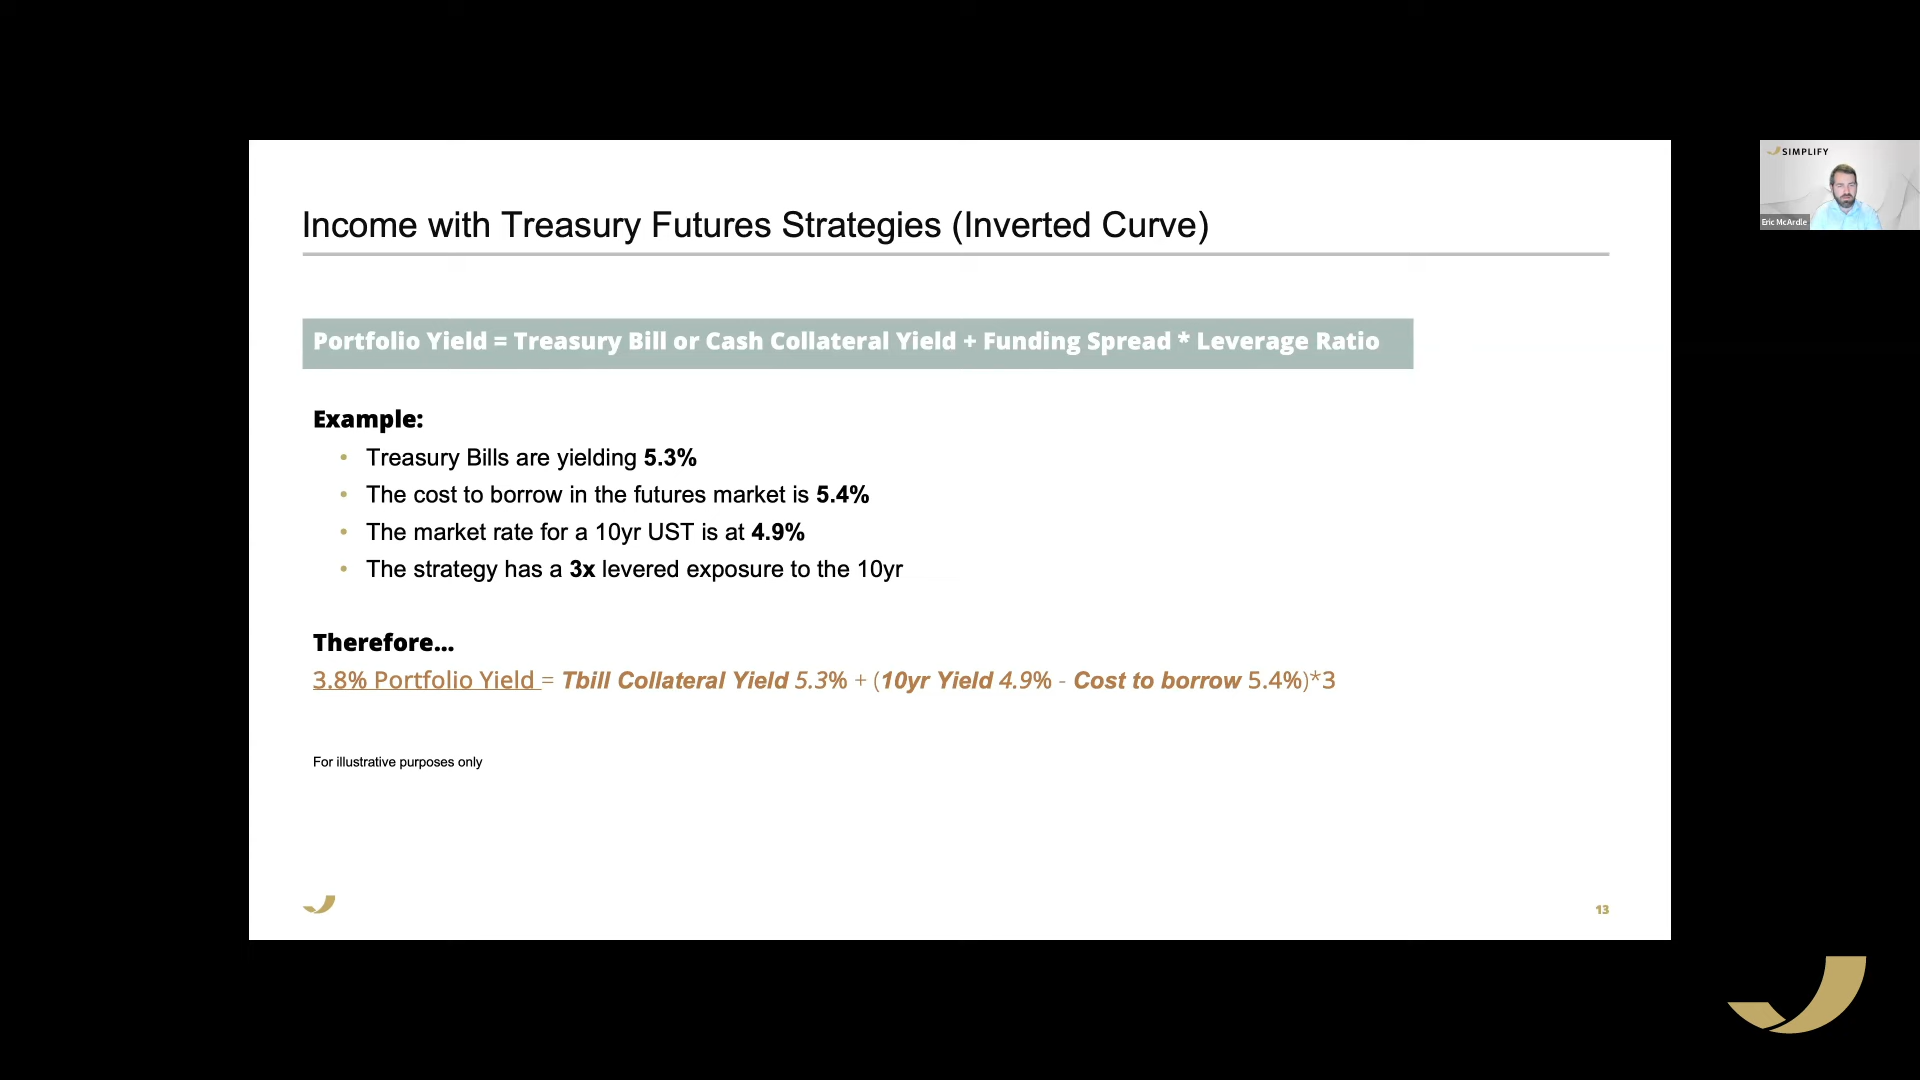 Income with Treasury Futures Strategies (Inverted Curve)
Portfolio Yield = Treasury Bill or Cash Collateral Yield + Funding Spread * Leverage Ratio
Example:
• Treasury Bills are yielding 5.3%
• The cost to borrow in the futures market is 5.4%
• The market rate for a 10yr UST is at 4.9%
• The strategy has a 3x levered exposure to the 10yr
Therefore...
3.8% Portfolio Yield = Tbill Collateral Yield 5.3% + (10yr Yield 4.9% - Cost to borrow 5.4%)*3
For illustrative purposes only
13
SIMPLIFY
Eric McArdle